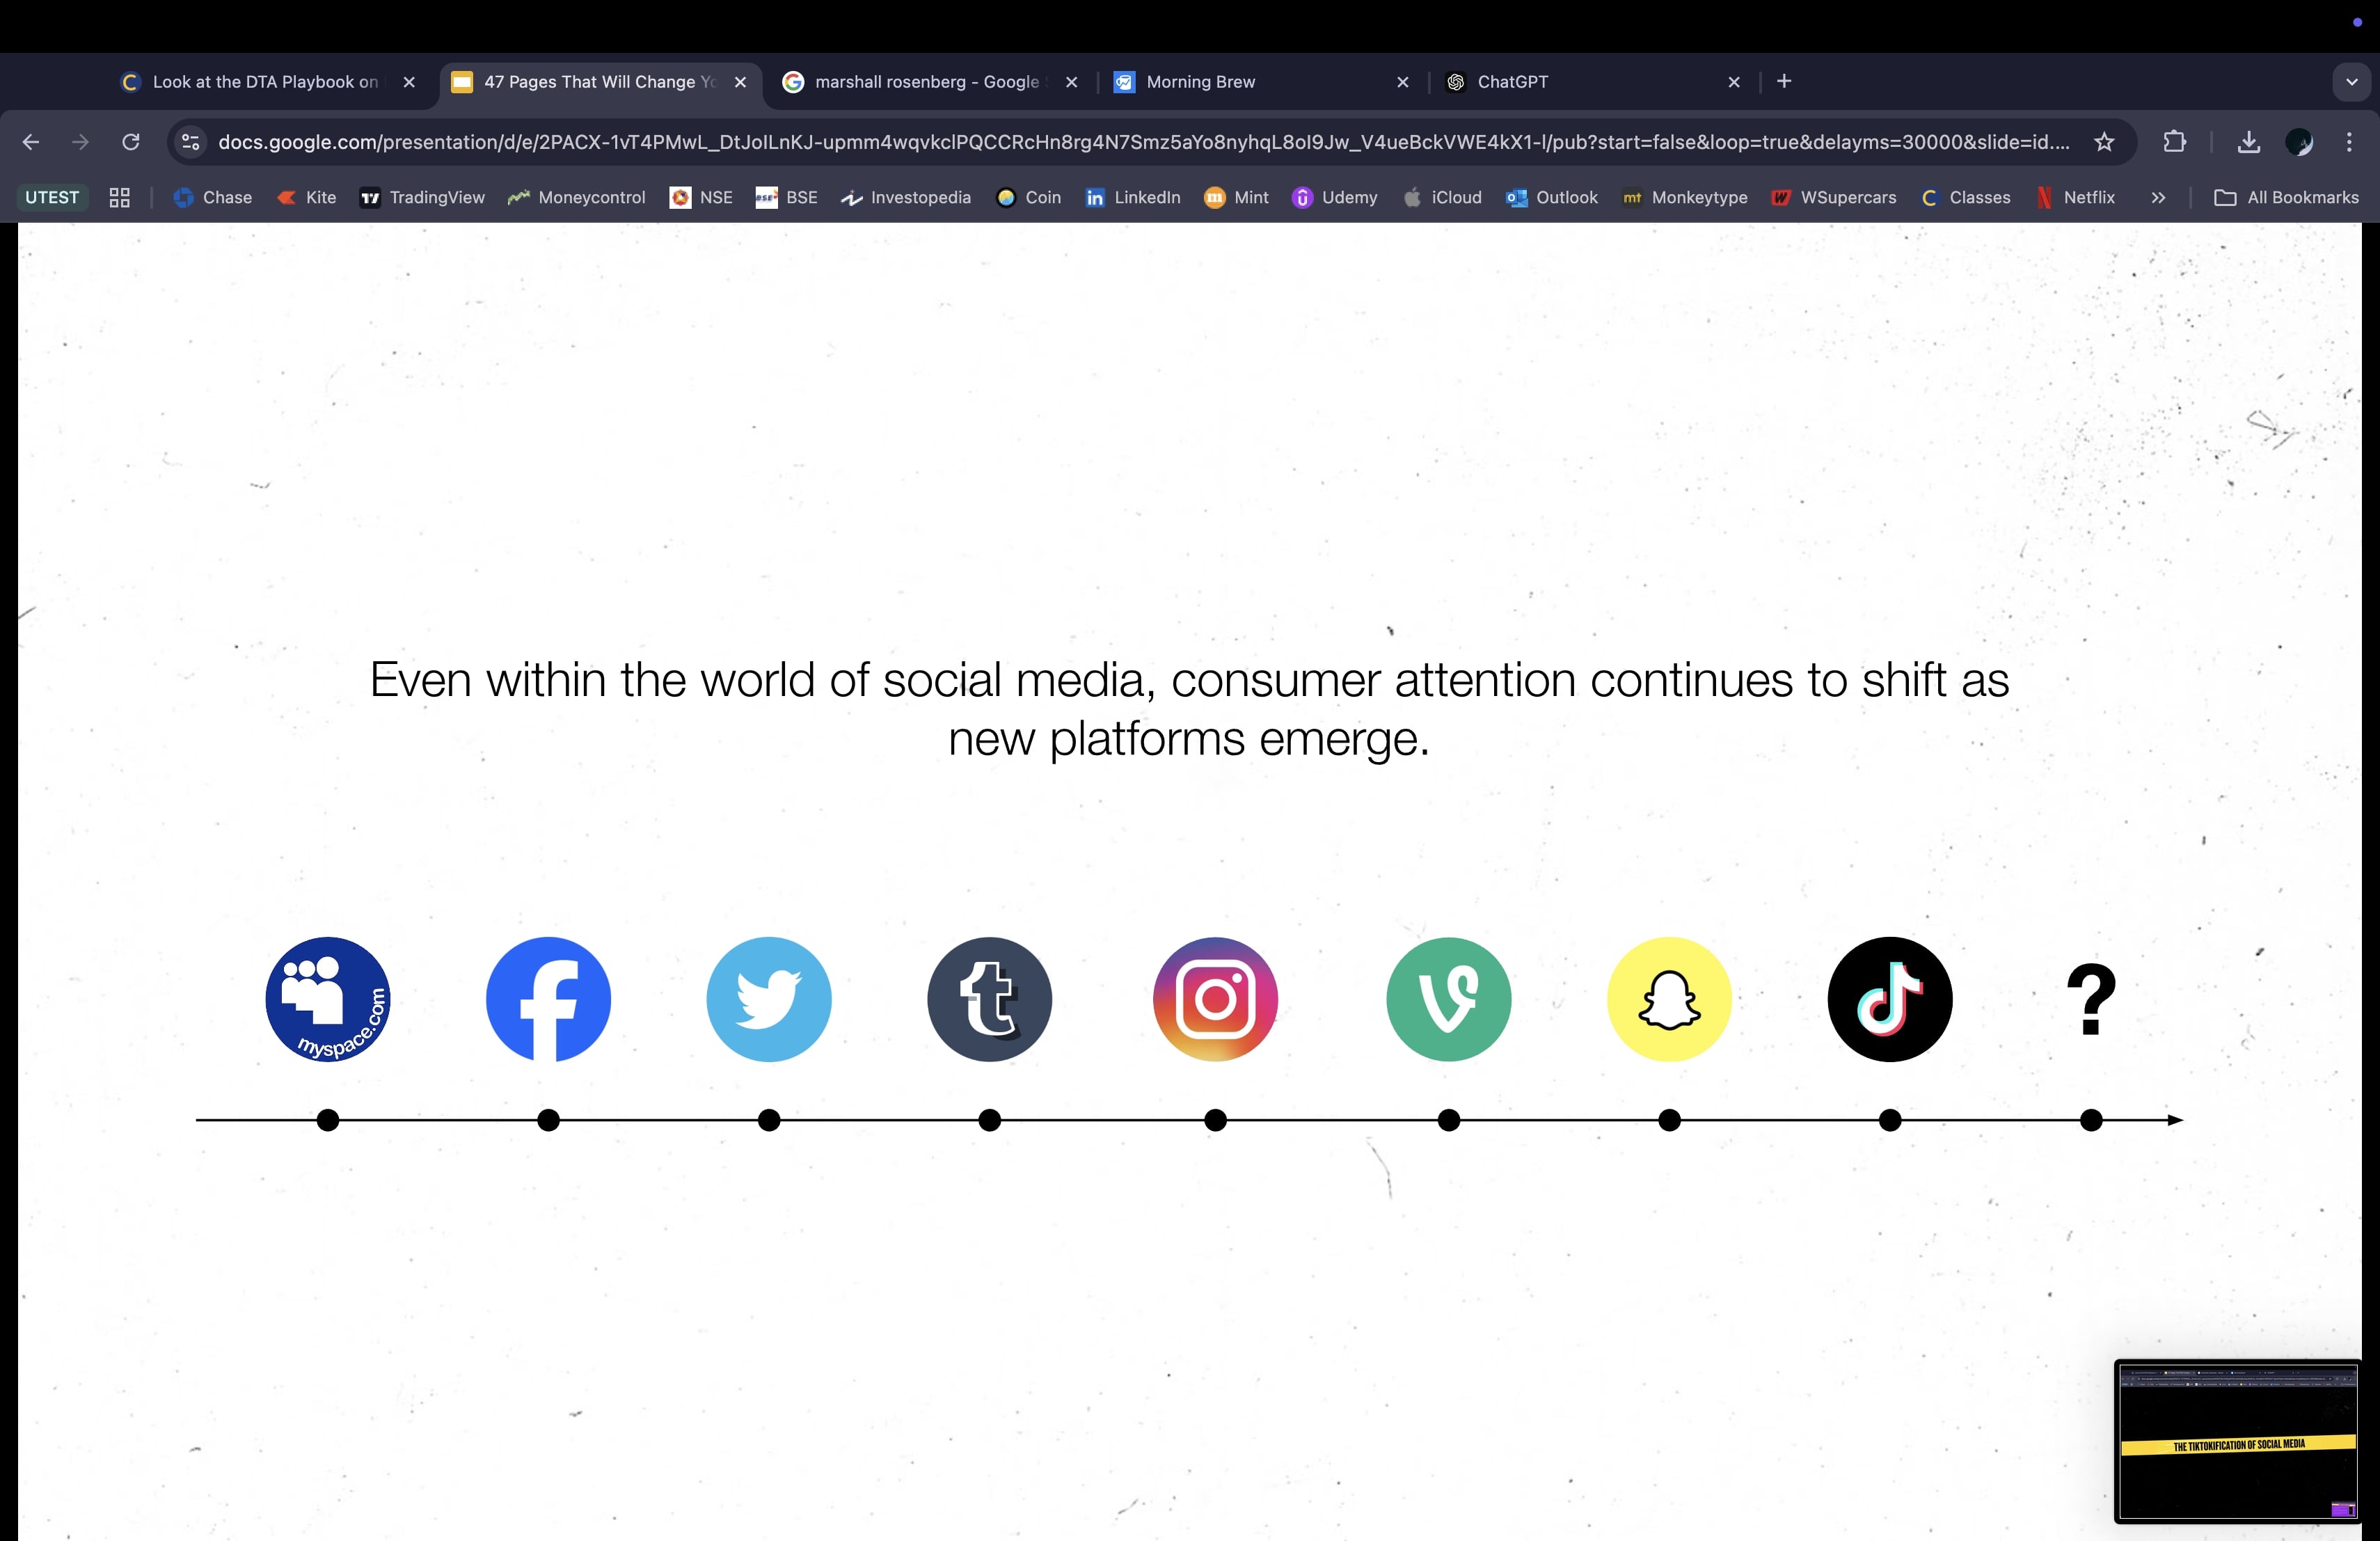 Look at the DTA Playbook on
47 Pages That Will Change Yo
marshall rosenberg - Google S
Morning Brew
ChatGPT
docs.google.com/presentation/d/e/2PACX-1vT4PMwL_DtJoILnKJ-upmm4wqvkclPQCCRcHn8rg4N7Smz5aYo8nyhqL8oI9Jw_V4ueBckVWE4kX1-l/pub?start=false&loop=true&delayms=30000&slide=id....
UTEST Chase Kite TradingView Moneycontrol NSE BSE Investopedia Coin LinkedIn Mint Udemy iCloud Outlook mt Monkeytype WSupercars Classes Netflix All Bookmarks
Even within the world of social media, consumer attention continues to shift as
new platforms emerge.
myspace.com
?
THE TIKTOKIFICATION OF SOCIAL MEDIA